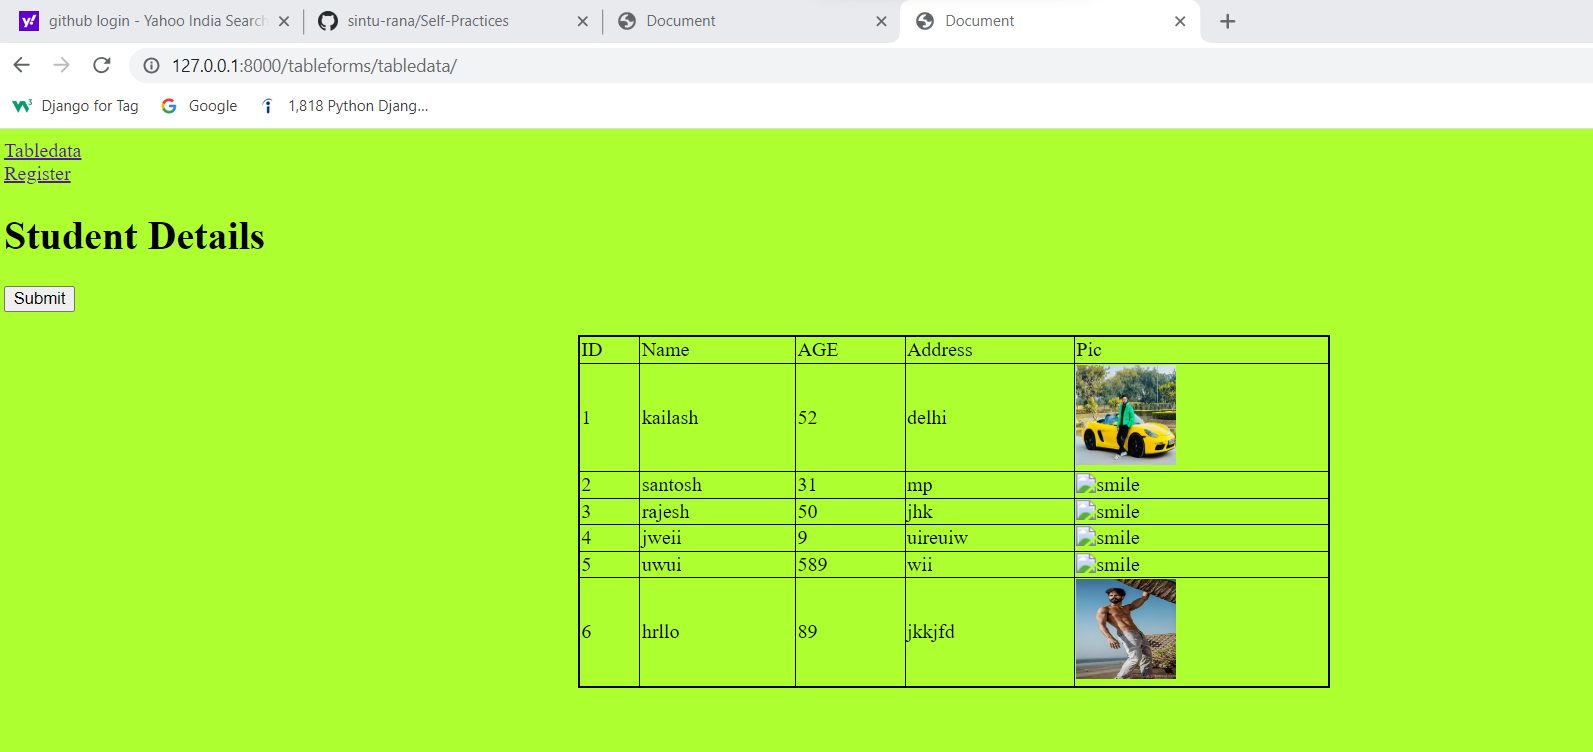 github login - Yahoo India Search
sintu-rana/Self-Practices
Document
Document
127.0.0.1:8000/tableforms/tabledata/
Django for Tag
Google
1,818 Python Djang...
Tabledata
Register
Student Details
Submit
ID Name AGE Address Pic
1 kailash 52 delhi
2 santosh 31 mp smile
3 rajesh 50 jhk smile
4 jweii 9 uireuiw smile
5 uwui 589 wii smile
6 hrllo 89 jkkjfd